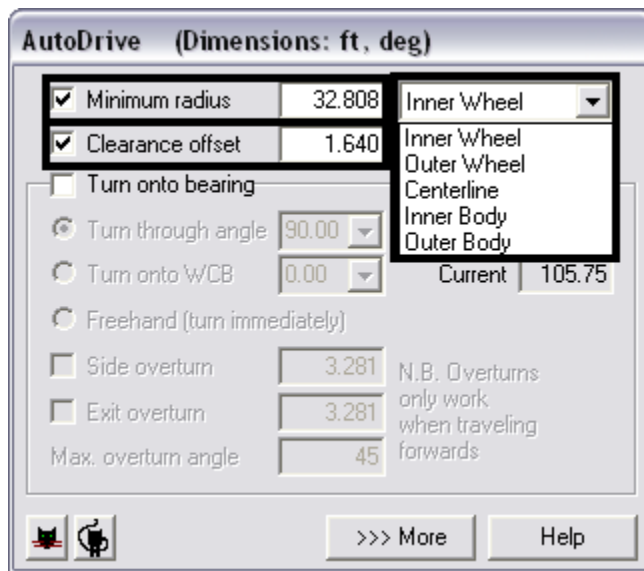 AutoDrive (Dimensions: ft, deg)
Minimum radius 32.808 Inner Wheel
Clearance offset 1.640 Inner Wheel
Outer Wheel
Turn onto bearing Centerline
Inner Body
Turn through angle 90.00 Outer Body
Turn onto WCB 0.00 Current 105.75
Freehand (turn immediately)
Side overturn 3.281 N.B. Overturns
only work
Exit overturn 3.281 when traveling
Max. overturn angle 45 forwards
>>> More Help